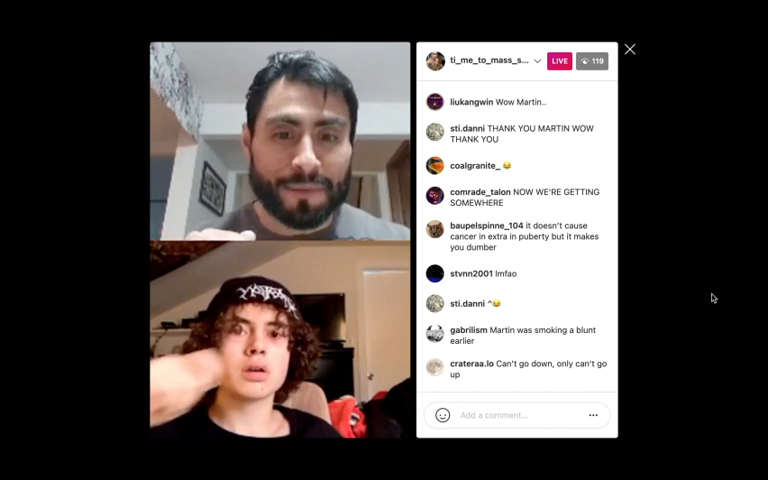 ti_me_to_mass_s...
LIVE
119
liukangwin Wow Martin..
sti.danni THANK YOU MARTIN WOW
THANK YOU
coalgranite_ 😂
comrade_talon NOW WE'RE GETTING
SOMEWHERE
baupelspinne_104 it doesn't cause
cancer in extra in puberty but it makes
you dumber
stvnn2001 lmfao
sti.danni ^😂
gabrilism Martin was smoking a blunt
earlier
crateraa.lo Can't go down, only can't go
up
Add a comment...